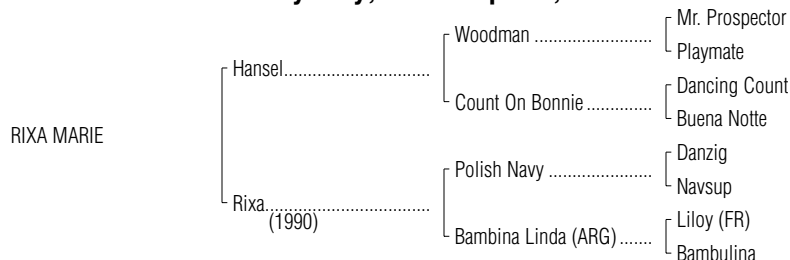 Mr. Prospector
Woodman ....................
Playmate
Hansel................................
Dancing Count
Count On Bonnie ..............
Buena Notte
RIXA MARIE
Danzig
Polish Navy .......................
Navsup
Rixa....................................
(1990)
Liloy (FR)
Bambina Linda (ARG).......
Bambulina